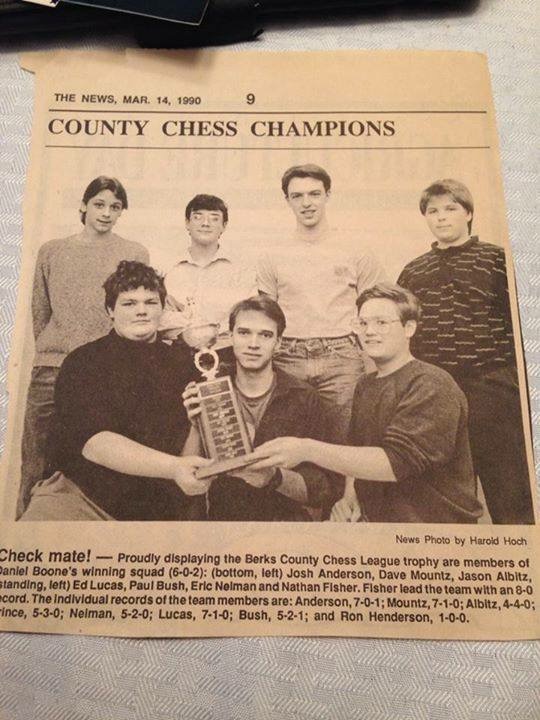 THE NEWS, MAR. 14, 1990 9
COUNTY CHESS CHAMPIONS
News Photo by Harold Hoch
Check mate! — Proudly displaying the Berks County Chess League trophy are members of
Daniel Boone's winning squad (6-0-2): (bottom, left) Josh Anderson, Dave Mountz, Jason Albitz,
standing, left) Ed Lucas, Paul Bush, Eric Neiman and Nathan Fisher. Fisher lead the team with an 8-0
ecord. The individual records of the team members are: Anderson, 7-0-1; Mountz, 7-1-0; Albitz, 4-4-0;
ince, 5-3-0; Neiman, 5-2-0; Lucas, 7-1-0; Bush, 5-2-1; and Ron Henderson, 1-0-0.